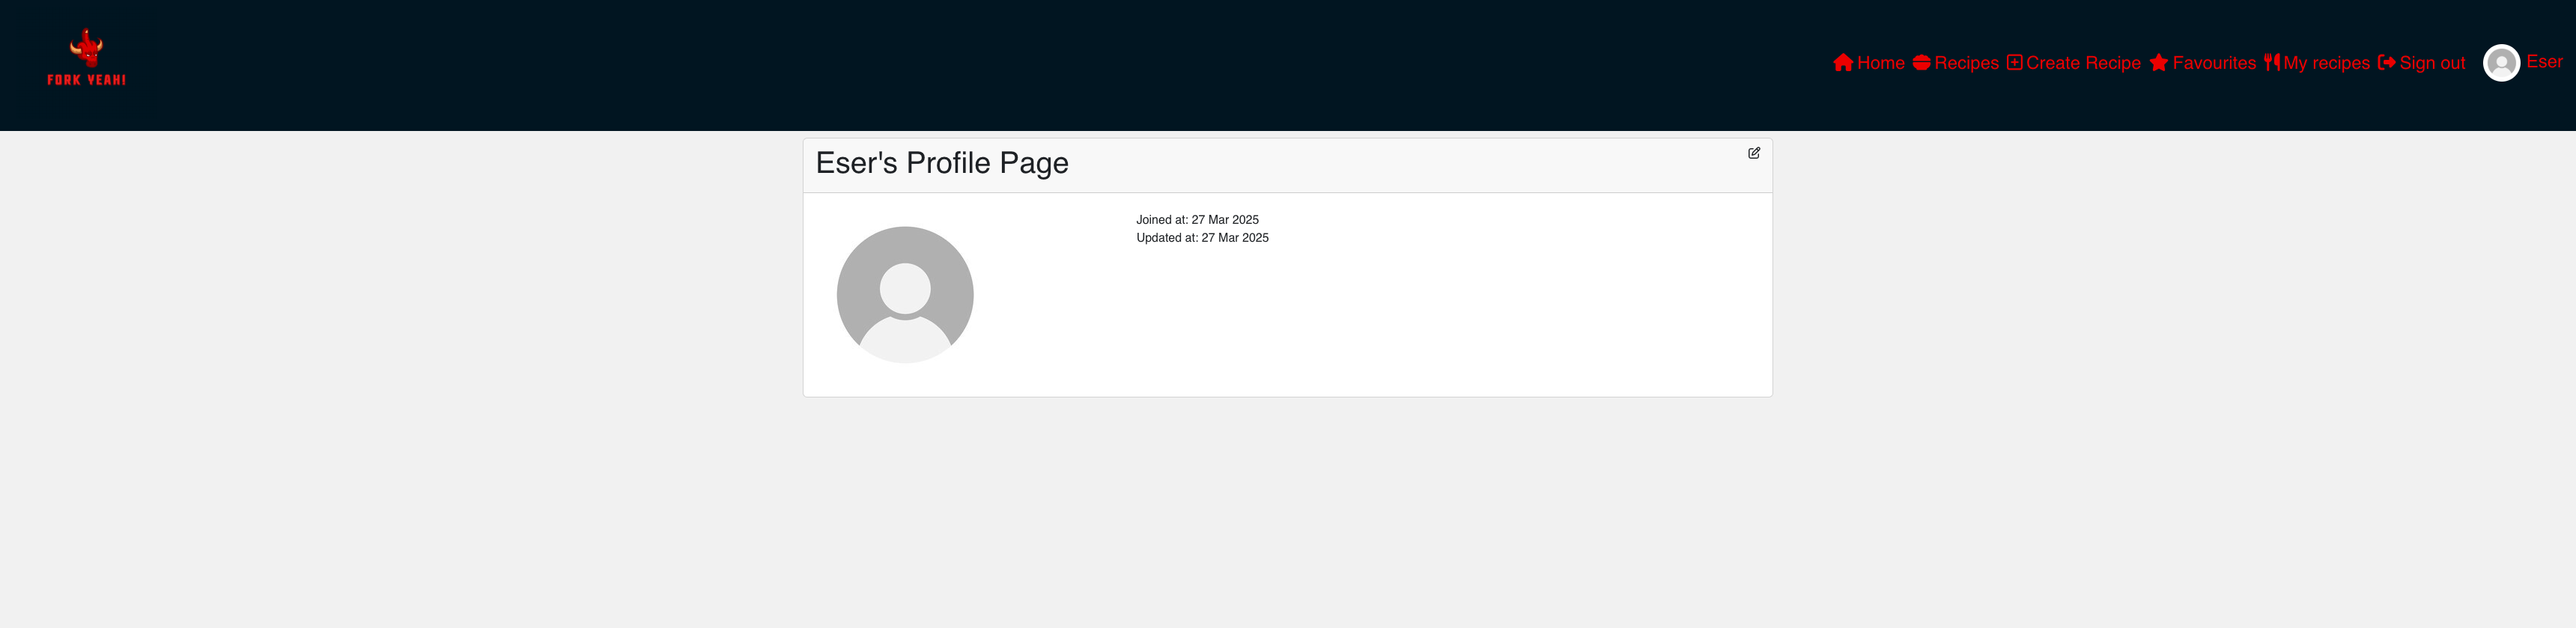 FORK YEAH!
Home Recipes Create Recipe Favourites My recipes Sign out Eser
Eser's Profile Page
Joined at: 27 Mar 2025
Updated at: 27 Mar 2025